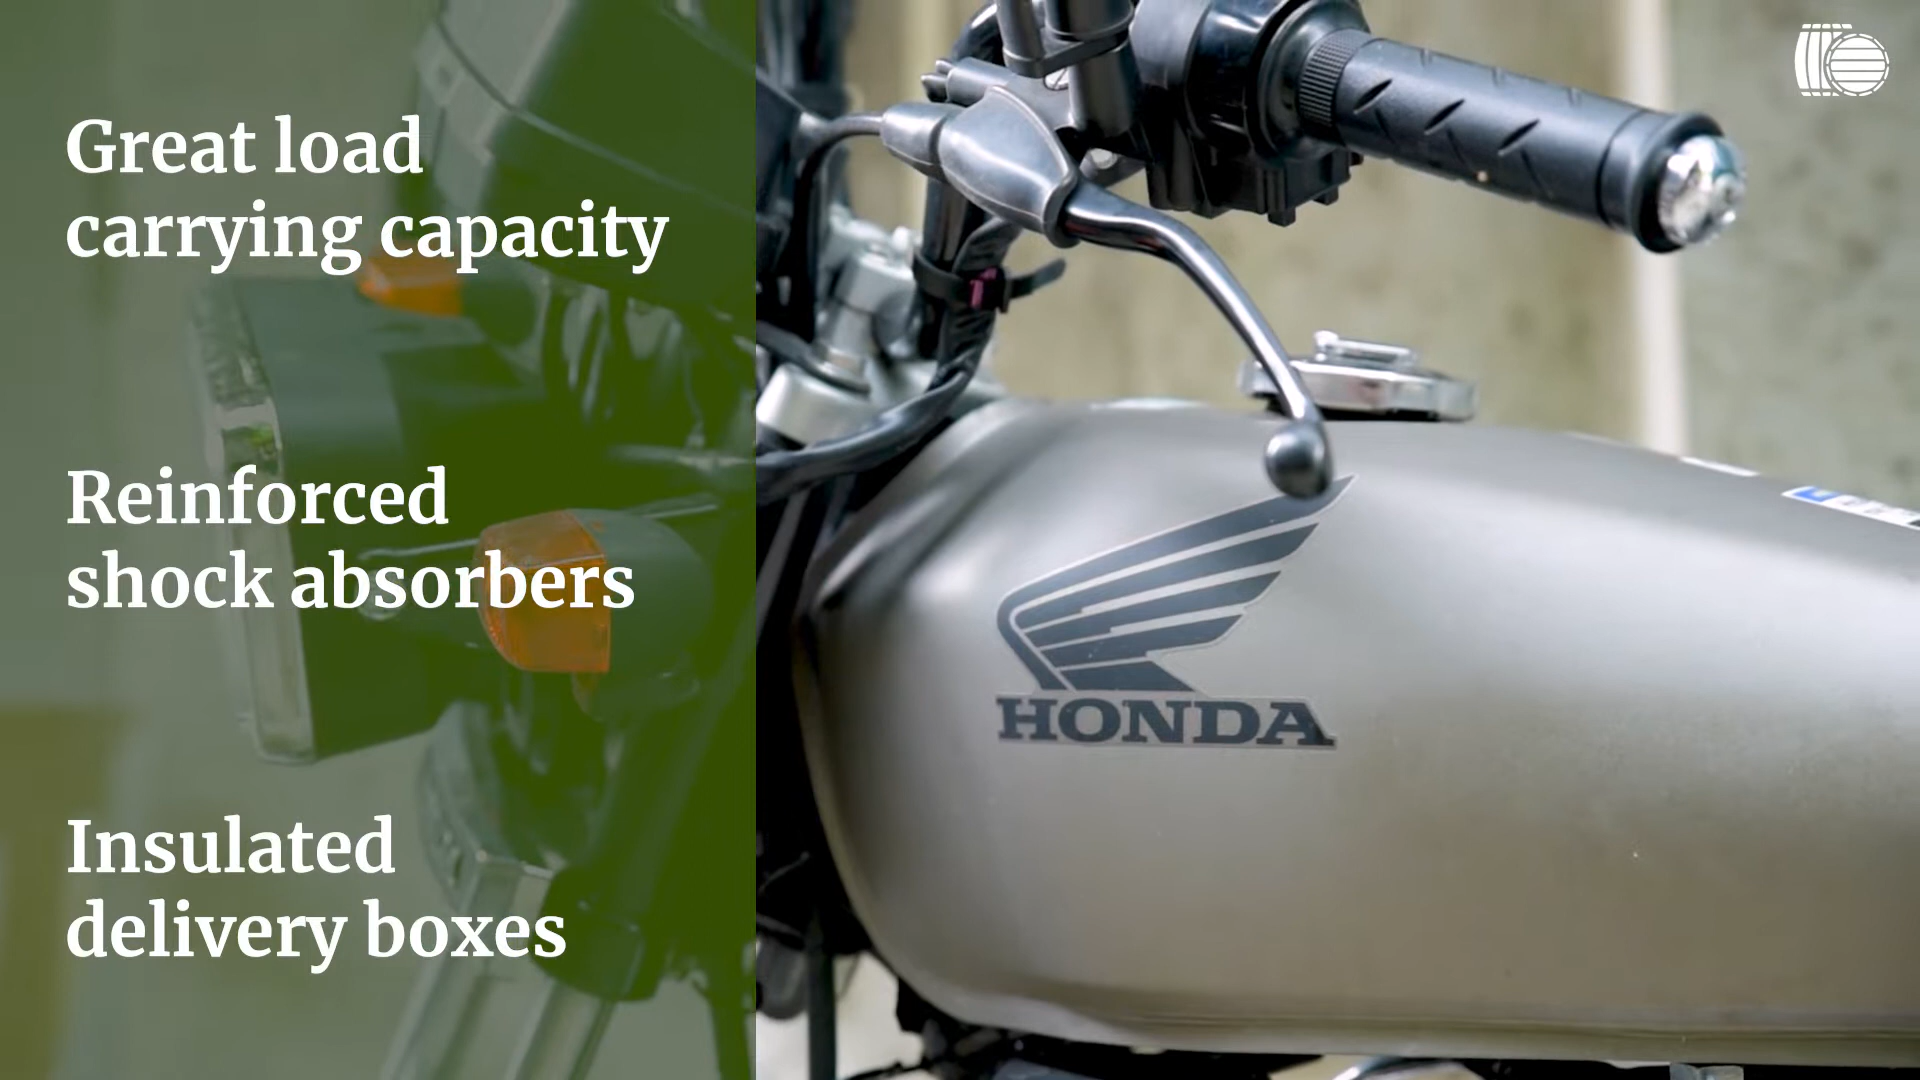 Great load
carrying capacity
Reinforced
shock absorbers
Insulated
delivery boxes
HONDA